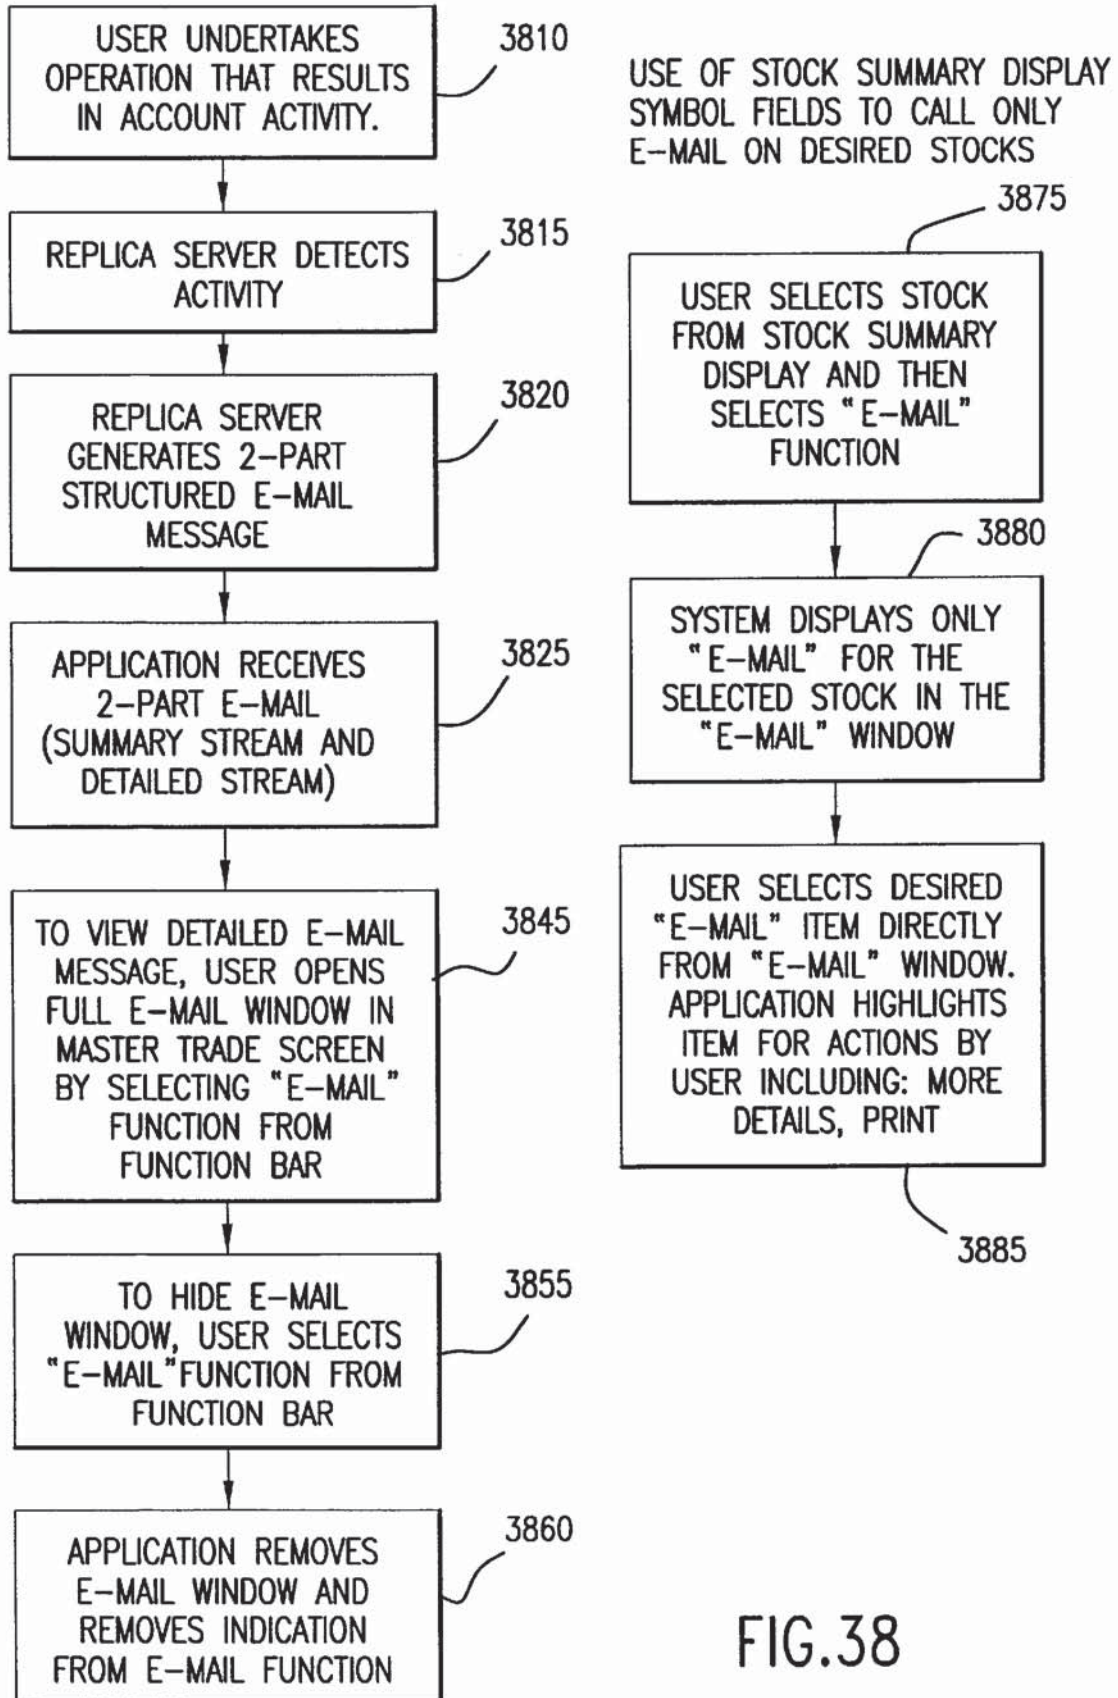 USER UNDERTAKES
OPERATION THAT RESULTS
IN ACCOUNT ACTIVITY.
3810
REPLICA SERVER DETECTS
ACTIVITY
3815
REPLICA SERVER
GENERATES 2-PART
STRUCTURED E-MAIL
MESSAGE
3820
APPLICATION RECEIVES
2-PART E-MAIL
(SUMMARY STREAM AND
DETAILED STREAM)
3825
TO VIEW DETAILED E-MAIL
MESSAGE, USER OPENS
FULL E-MAIL WINDOW IN
MASTER TRADE SCREEN
BY SELECTING "E-MAIL"
FUNCTION FROM
FUNCTION BAR
3845
TO HIDE E-MAIL
WINDOW, USER SELECTS
"E-MAIL"FUNCTION FROM
FUNCTION BAR
3855
APPLICATION REMOVES
E-MAIL WINDOW AND
REMOVES INDICATION
FROM E-MAIL FUNCTION
3860
USE OF STOCK SUMMARY DISPLAY
SYMBOL FIELDS TO CALL ONLY
E-MAIL ON DESIRED STOCKS
3875
USER SELECTS STOCK
FROM STOCK SUMMARY
DISPLAY AND THEN
SELECTS "E-MAIL"
FUNCTION
3880
SYSTEM DISPLAYS ONLY
"E-MAIL" FOR THE
SELECTED STOCK IN THE
"E-MAIL" WINDOW
USER SELECTS DESIRED
"E-MAIL" ITEM DIRECTLY
FROM "E-MAIL" WINDOW.
APPLICATION HIGHLIGHTS
ITEM FOR ACTIONS BY
USER INCLUDING: MORE
DETAILS, PRINT
3885
FIG.38